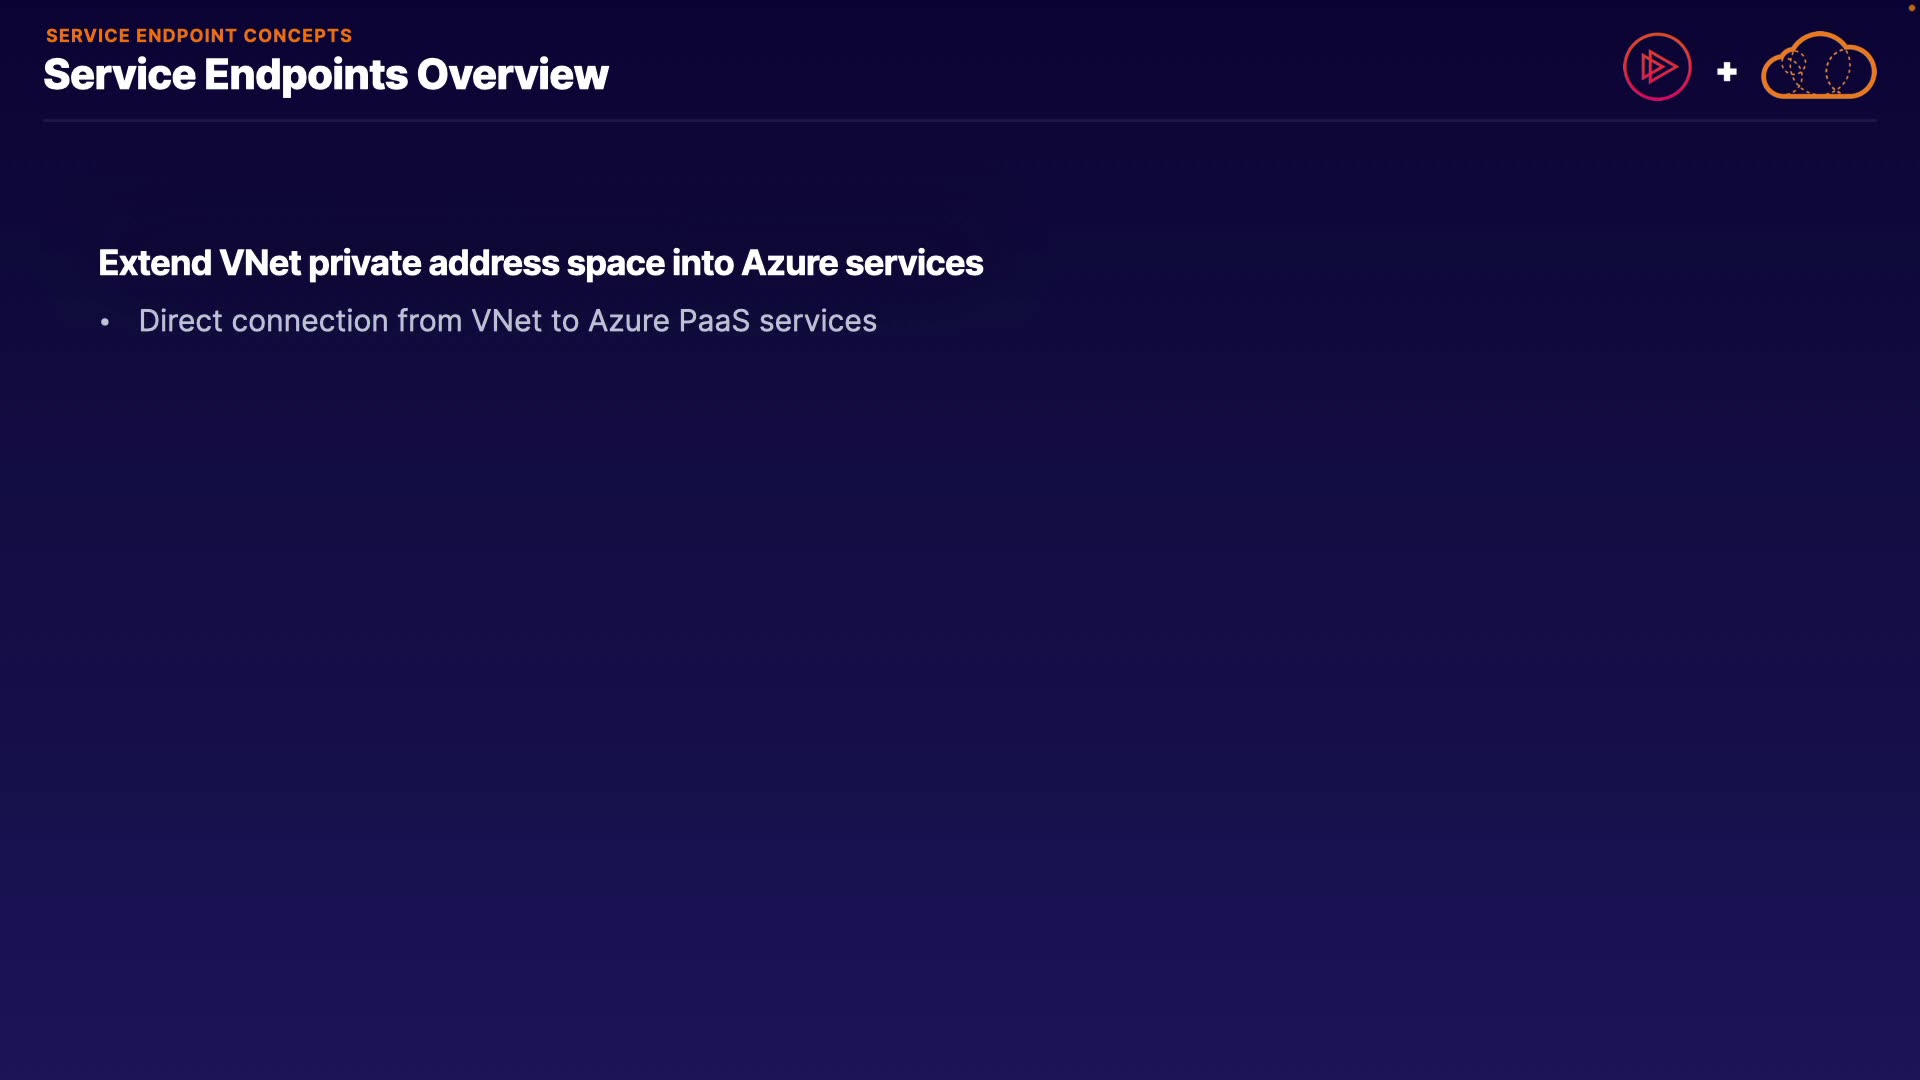 SERVICE ENDPOINT CONCEPTS
Service Endpoints Overview
Extend VNet private address space into Azure services
• Direct connection from VNet to Azure PaaS services